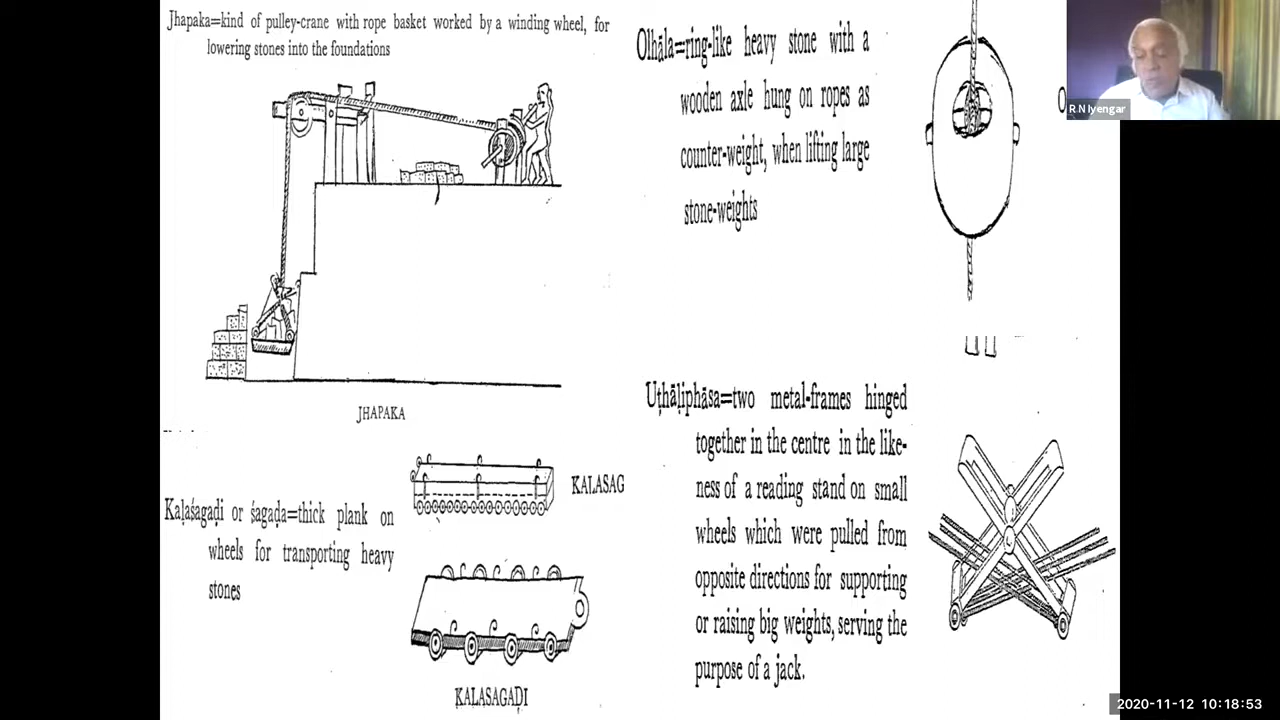 Jhapaka=kind of pulley-crane with rope basket worked by a winding wheel, for
lowering stones into the foundations
JHAPAKA
Kaḷaśagaḍi or śagaḍa=thick plank on
wheels for transporting heavy
stones
KALASAG
KALASAGAḌI
Olhāla=ring-like heavy stone with a
wooden axle hung on ropes as
counter-weight, when lifting large
stone-weights
O
R N Iyengar
Uṭhāḷiphāsa=two metal-frames hinged
together in the centre in the like-
ness of a reading stand on small
wheels which were pulled from
opposite directions for supporting
or raising big weights, serving the
purpose of a jack.
2020-11-12 10:18:53